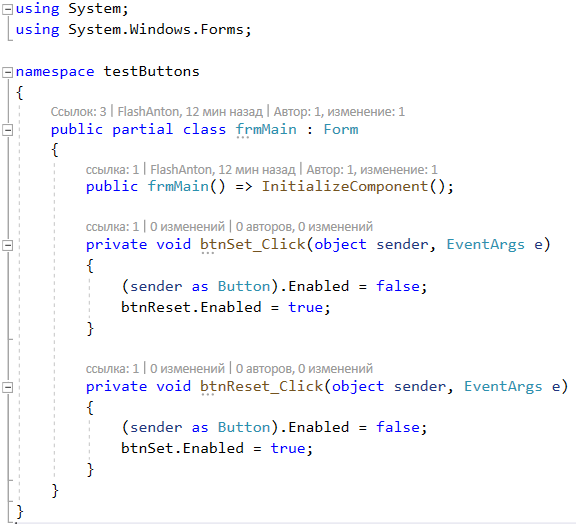 using System;
using System.Windows.Forms;
namespace testButtons
{
Ссылок: 3 | FlashAnton, 12 мин назад | Автор: 1, изменение: 1
public partial class frmMain : Form
{
ссылка: 1 | FlashAnton, 12 мин назад | Автор: 1, изменение: 1
public frmMain() => InitializeComponent();
ссылка: 1 | 0 изменений | 0 авторов, 0 изменений
private void btnSet_Click(object sender, EventArgs e)
{
(sender as Button).Enabled = false;
btnReset.Enabled = true;
}
ссылка: 1 | 0 изменений | 0 авторов, 0 изменений
private void btnReset_Click(object sender, EventArgs e)
{
(sender as Button).Enabled = false;
btnSet.Enabled = true;
}
}
}